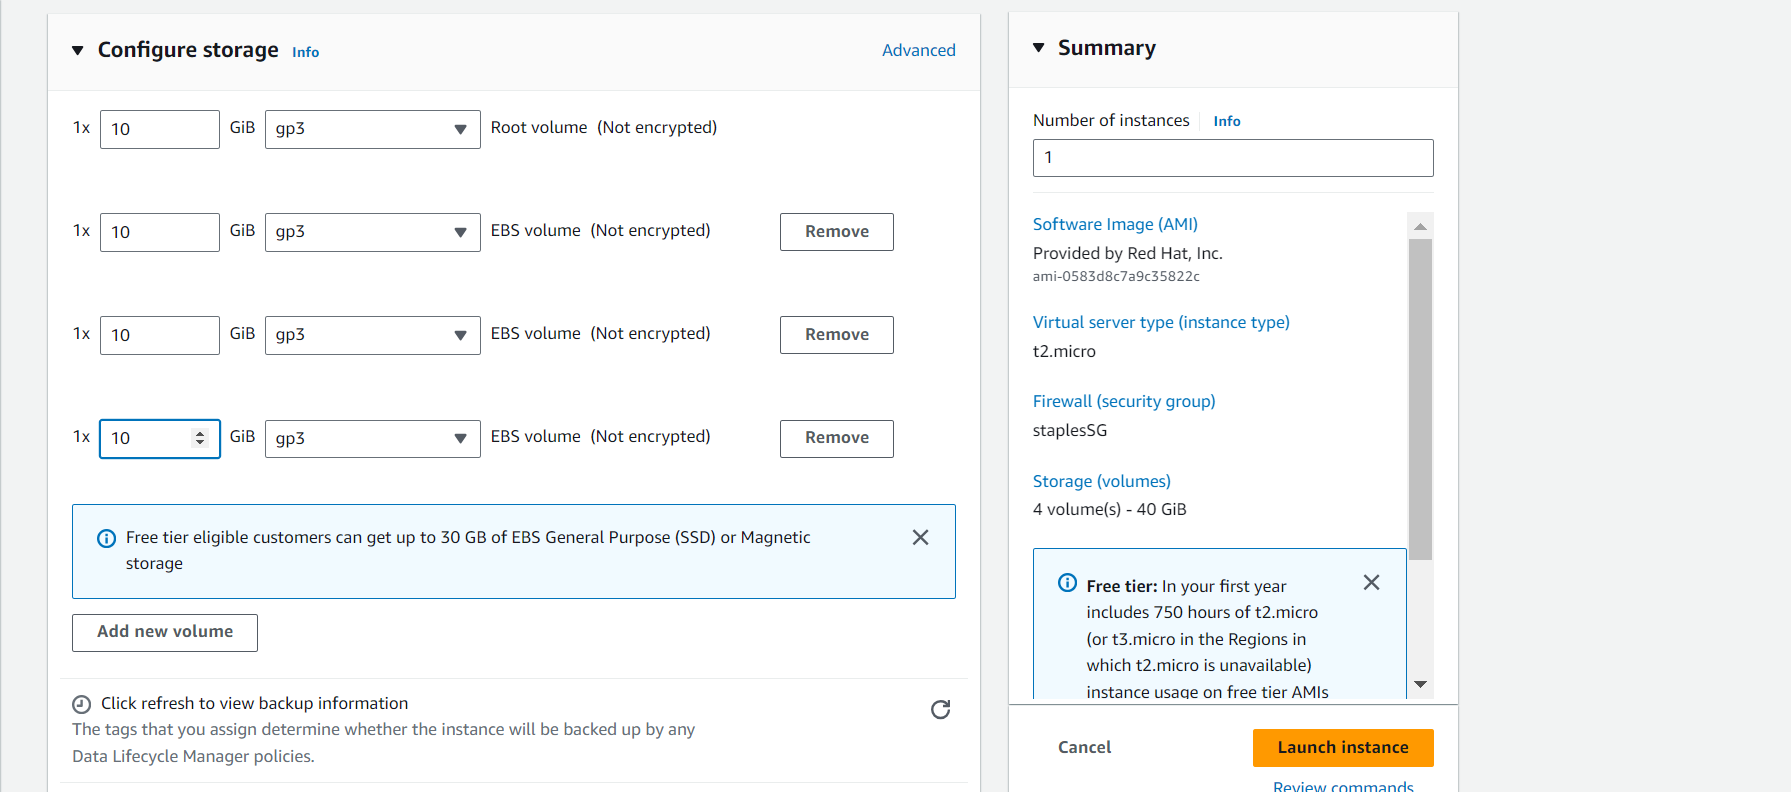 Configure storage Info Advanced
1x 10 GiB gp3 Root volume (Not encrypted)
1x 10 GiB gp3 EBS volume (Not encrypted) Remove
1x 10 GiB gp3 EBS volume (Not encrypted) Remove
1x 10 GiB gp3 EBS volume (Not encrypted) Remove
Free tier eligible customers can get up to 30 GB of EBS General Purpose (SSD) or Magnetic
storage
Add new volume
Click refresh to view backup information
The tags that you assign determine whether the instance will be backed up by any
Data Lifecycle Manager policies.
Summary
Number of instances Info
1
Software Image (AMI)
Provided by Red Hat, Inc.
ami-0583d8c7a9c35822c
Virtual server type (instance type)
t2.micro
Firewall (security group)
staplesSG
Storage (volumes)
4 volume(s) - 40 GiB
Free tier: In your first year
includes 750 hours of t2.micro
(or t3.micro in the Regions in
which t2.micro is unavailable)
instance usage on free tier AMIs
Cancel Launch instance
Review commands